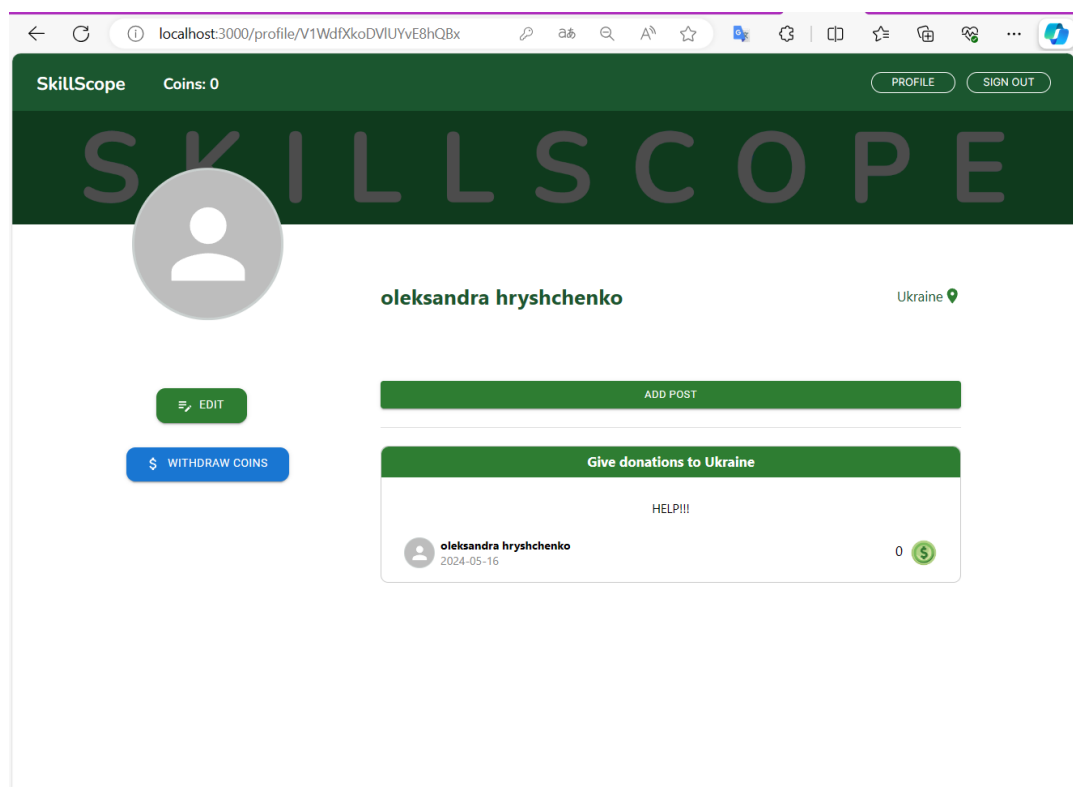 localhost:3000/profile/V1WdfXkoDVlUYvE8hQBx
SkillScope Coins: 0 PROFILE SIGN OUT
SKILLSCOPE
oleksandra hryshchenko Ukraine
EDIT
ADD POST
WITHDRAW COINS
Give donations to Ukraine
HELP!!!
oleksandra hryshchenko
2024-05-16
0